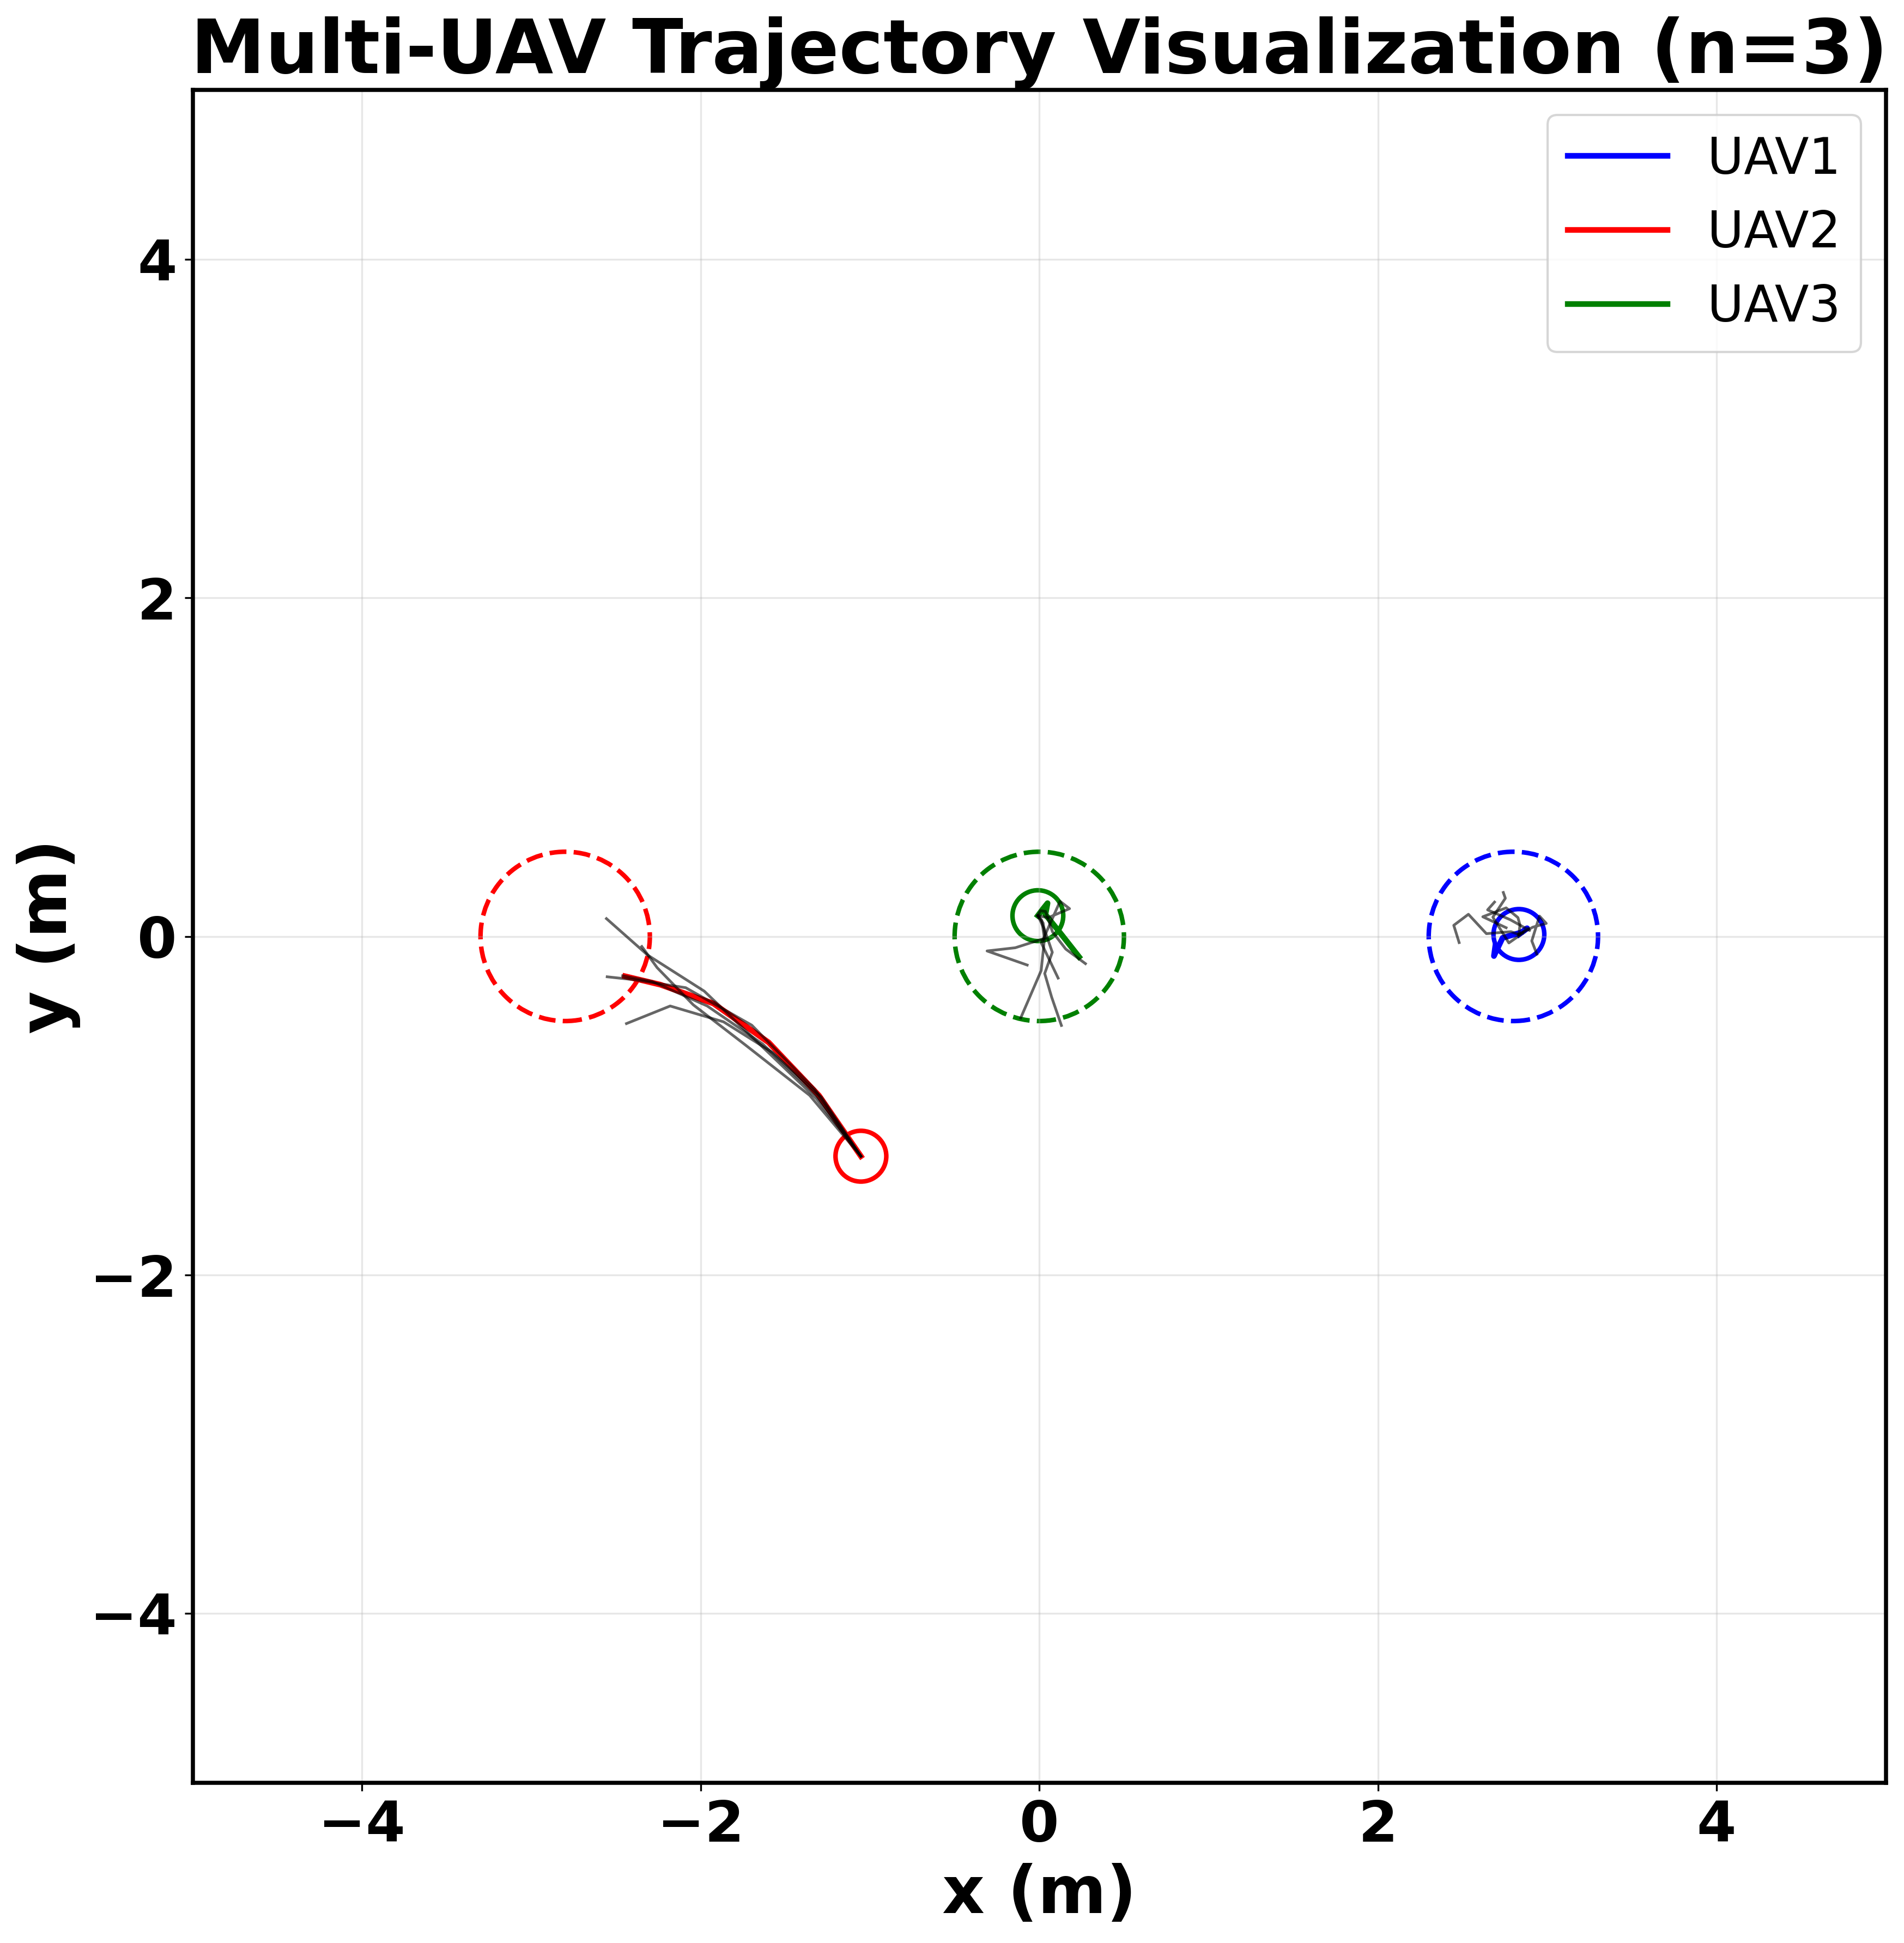 Multi-UAV Trajectory Visualization (n=3)
UAV1
UAV2
UAV3
4
2
0
−2
−4
y (m)
−4 −2 0 2 4
x (m)